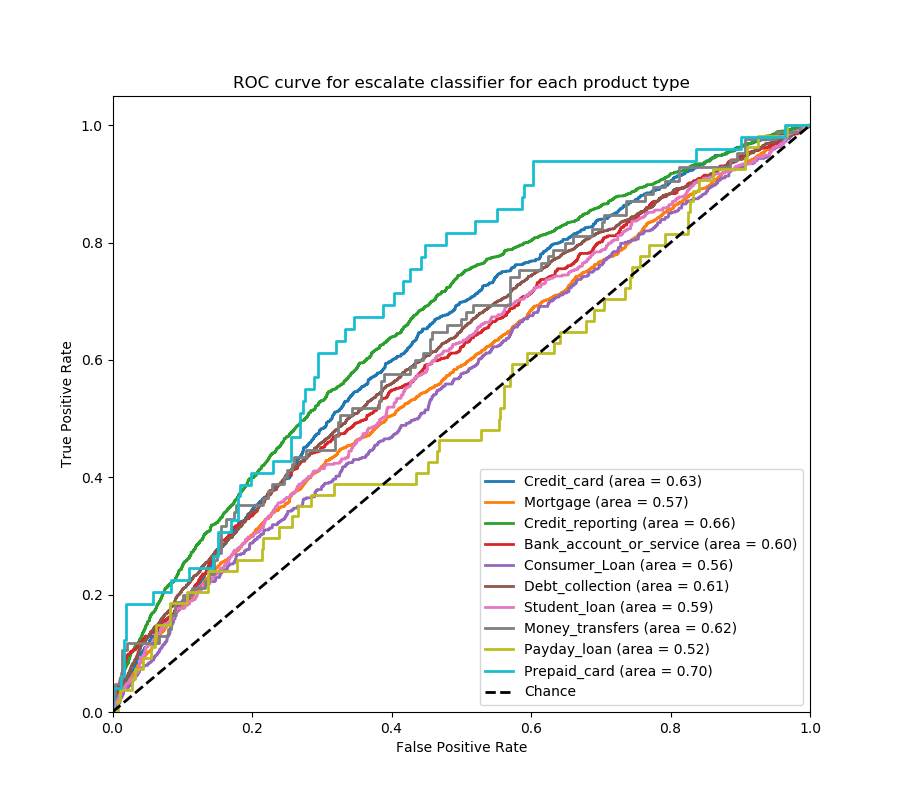 ROC curve for escalate classifier for each product type
1.0
0.8
0.6
0.4
0.2
0.0
True Positive Rate
0.0 0.2 0.4 0.6 0.8 1.0
False Positive Rate
Credit_card (area = 0.63)
Mortgage (area = 0.57)
Credit_reporting (area = 0.66)
Bank_account_or_service (area = 0.60)
Consumer_Loan (area = 0.56)
Debt_collection (area = 0.61)
Student_loan (area = 0.59)
Money_transfers (area = 0.62)
Payday_loan (area = 0.52)
Prepaid_card (area = 0.70)
Chance